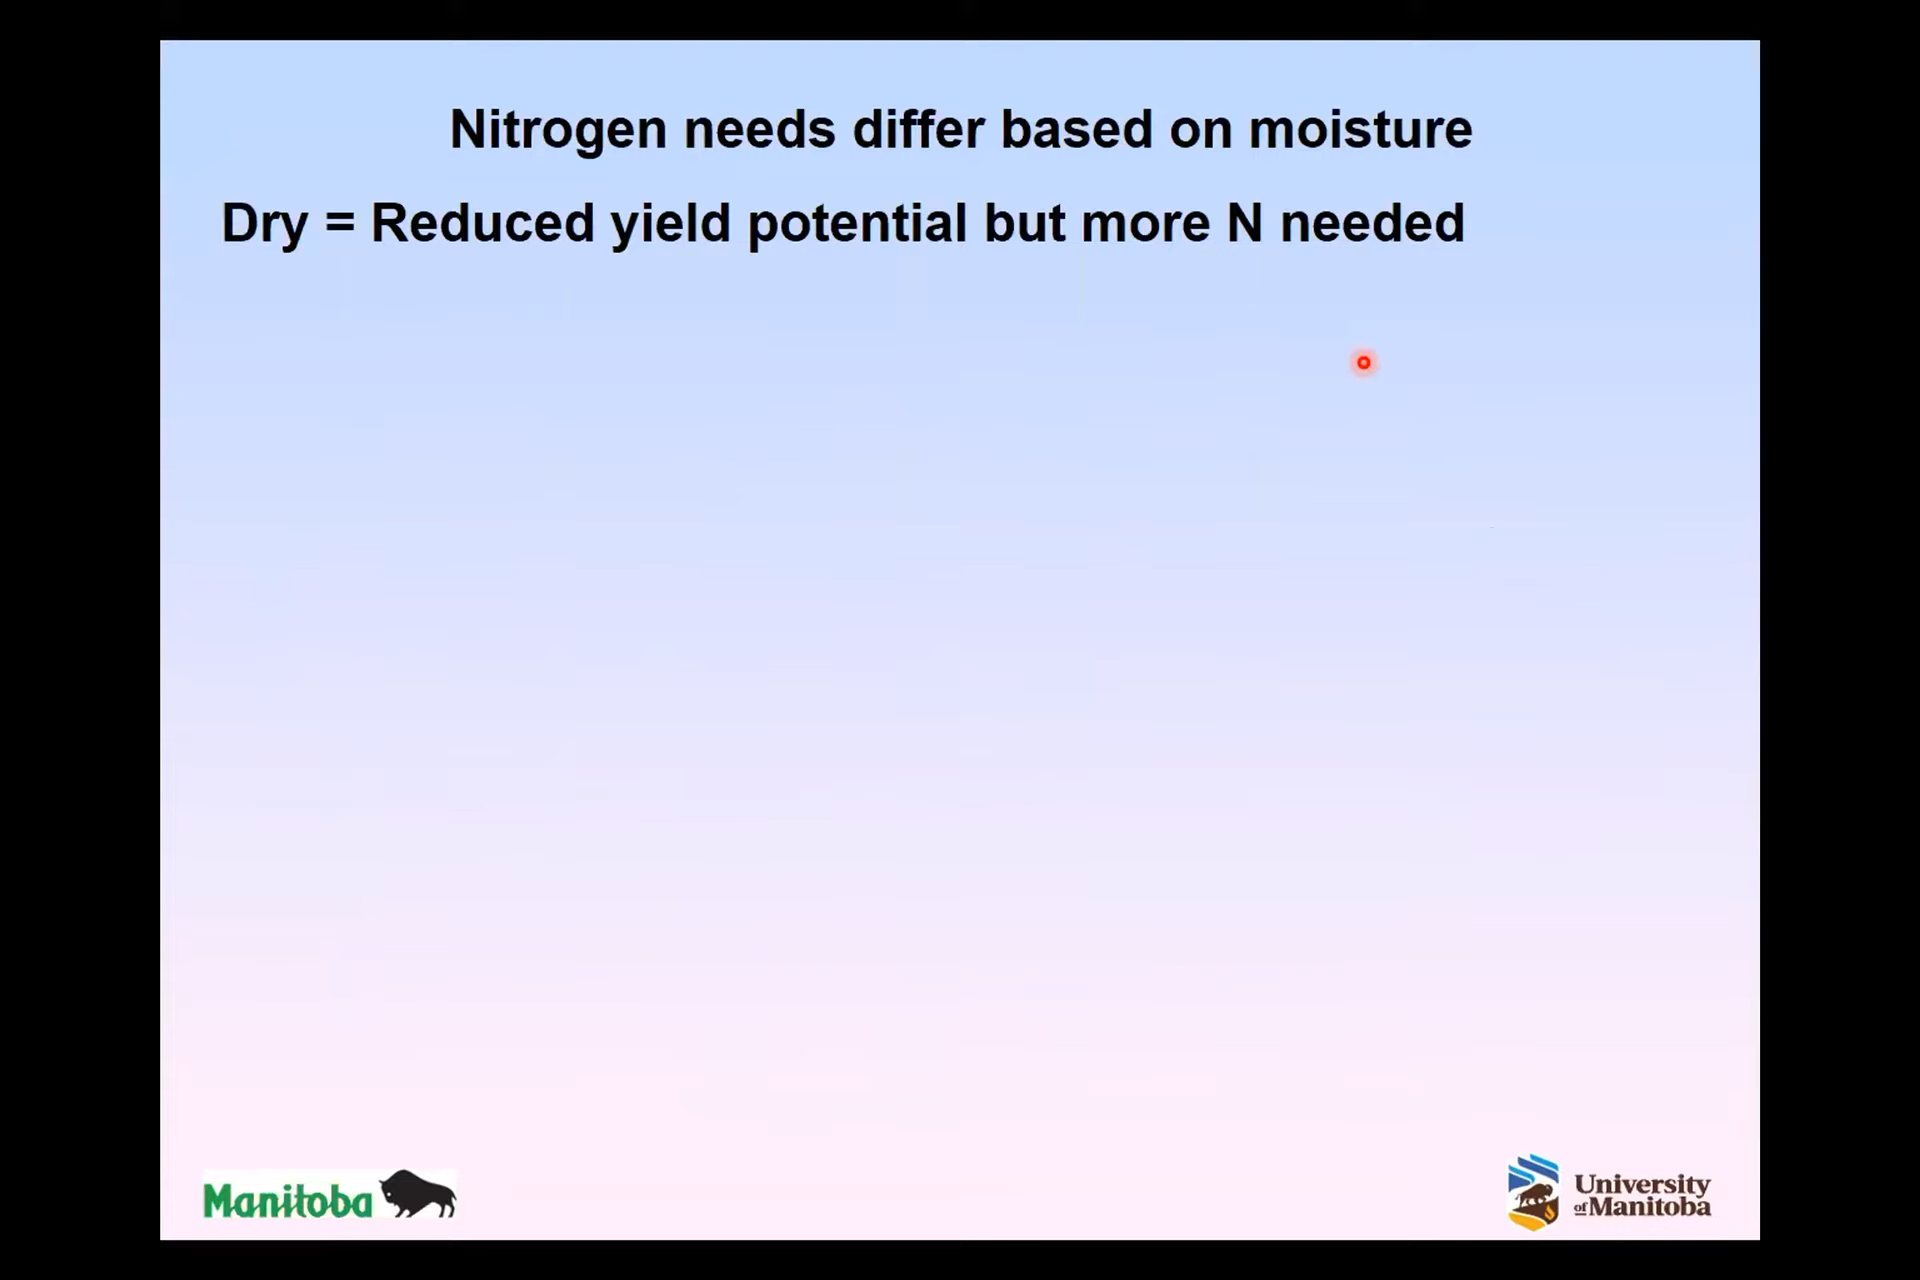 Nitrogen needs differ based on moisture
Dry = Reduced yield potential but more N needed
Manitoba
University
of Manitoba